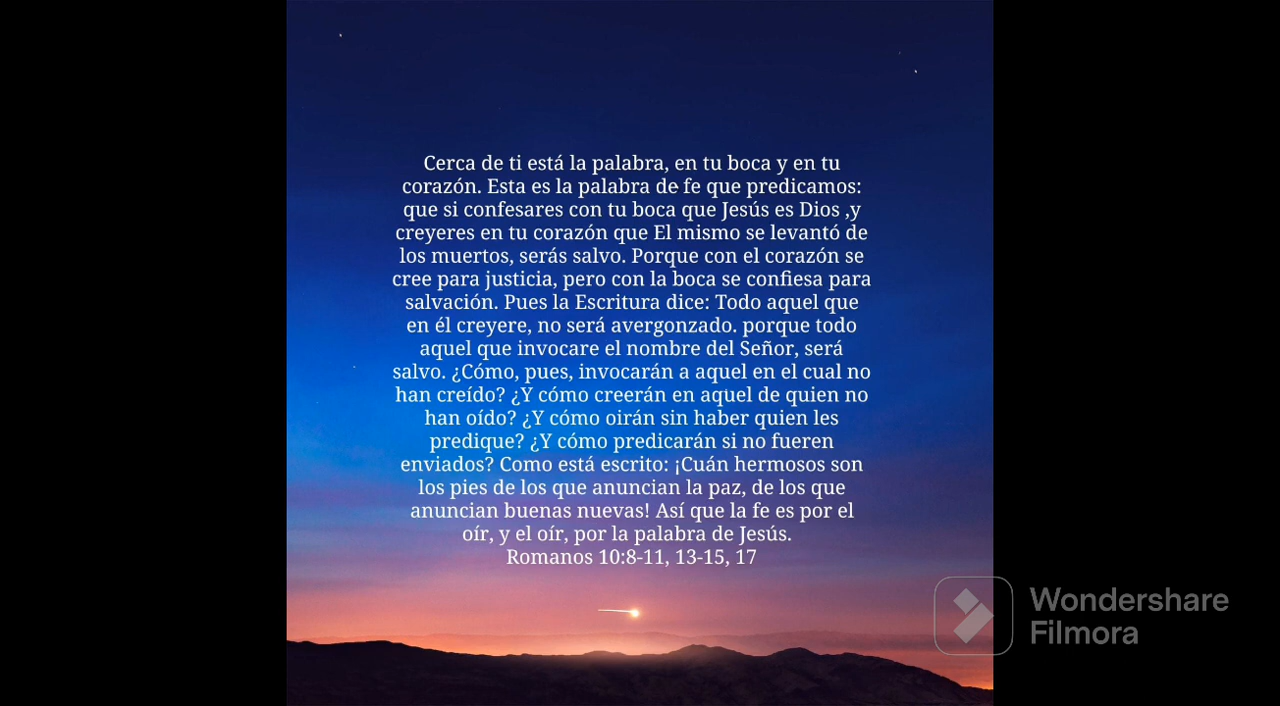 Cerca de ti está la palabra, en tu boca y en tu
corazón. Esta es la palabra de fe que predicamos:
que si confesares con tu boca que Jesús es Dios ,y
creyeres en tu corazón que El mismo se levantó de
los muertos, serás salvo. Porque con el corazón se
cree para justicia, pero con la boca se confiesa para
salvación. Pues la Escritura dice: Todo aquel que
en él creyere, no será avergonzado. porque todo
aquel que invocare el nombre del Señor, será
salvo. ¿Cómo, pues, invocarán a aquel en el cual no
han creído? ¿Y cómo creerán en aquel de quien no
han oído? ¿Y cómo oirán sin haber quien les
predique? ¿Y cómo predicarán si no fueren
enviados? Como está escrito: ¡Cuán hermosos son
los pies de los que anuncian la paz, de los que
anuncian buenas nuevas! Así que la fe es por el
oír, y el oír, por la palabra de Jesús.
Romanos 10:8-11, 13-15, 17
Wondershare
Filmora